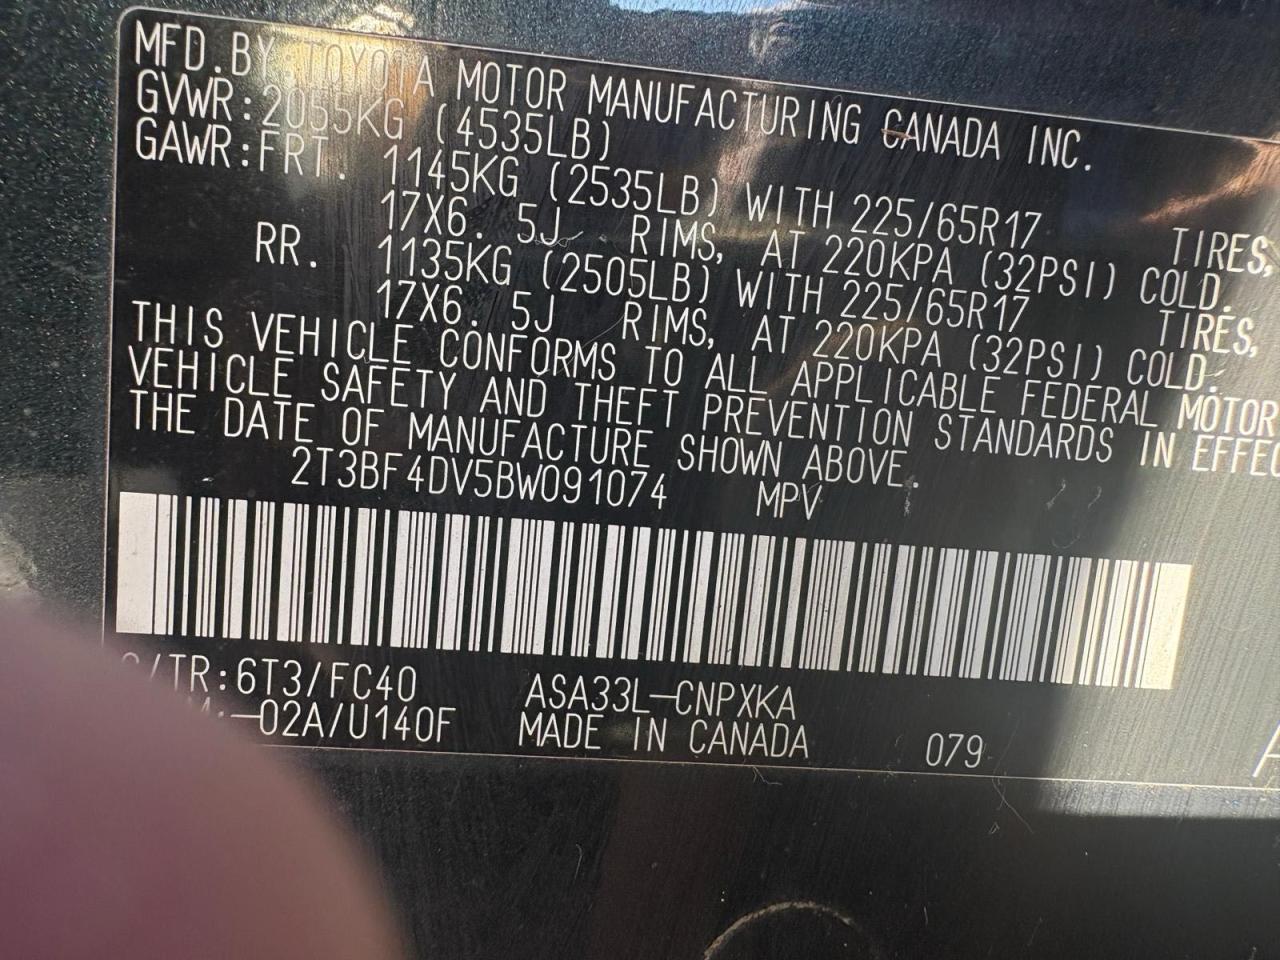 MFD.BY:TOYOTA MOTOR MANUFACTURING CANADA INC.
GVWR:2055KG (4535LB)
GAWR:FRT. 1145KG (2535LB) WITH 225/65R17 TIRES,
17X6.5J RIMS, AT 220KPA (32PSI) COLD.
RR. 1135KG (2505LB) WITH 225/65R17 TIRES,
17X6.5J RIMS, AT 220KPA (32PSI) COLD.
THIS VEHICLE CONFORMS TO ALL APPLICABLE FEDERAL MOTOR
VEHICLE SAFETY AND THEFT PREVENTION STANDARDS IN EFFEC
THE DATE OF MANUFACTURE SHOWN ABOVE.
2T3BF4DV5BW091074 MPV
/TR:6T3/FC40 ASA33L-CNPXKA
:-02A/U140F MADE IN CANADA 079